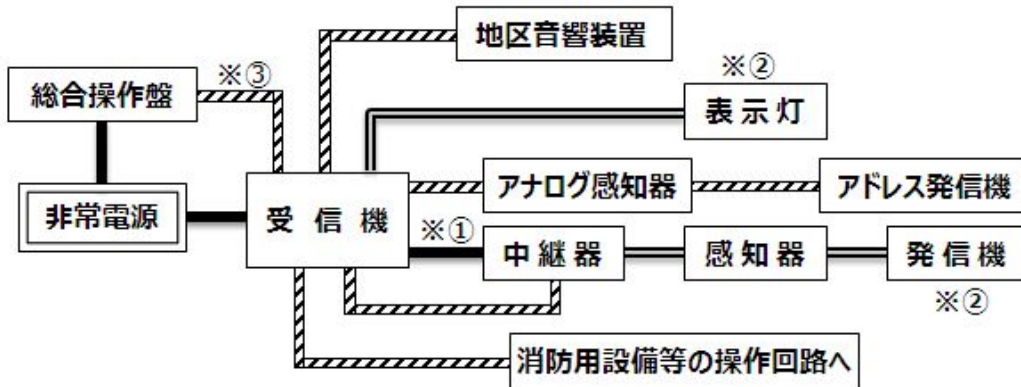 地区音響装置
※②
※③
総合操作盤
表示灯
アナログ感知器
アドレス発信機
非常電源
受信機
※①
中継器
感知器
発信機
※②
消防用設備等の操作回路へ